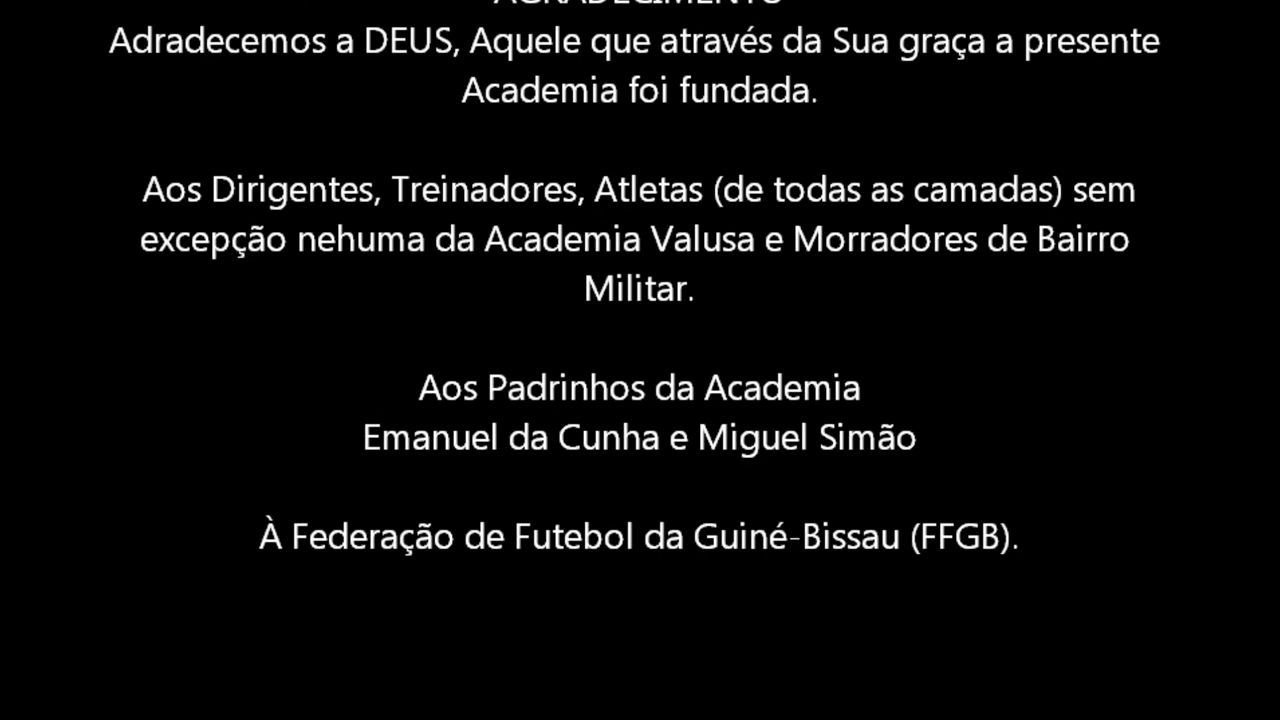 AGRADECIMENTO
Adradecemos a DEUS, Aquele que através da Sua graça a presente
Academia foi fundada.
Aos Dirigentes, Treinadores, Atletas (de todas as camadas) sem
excepção nehuma da Academia Valusa e Morradores de Bairro
Militar.
Aos Padrinhos da Academia
Emanuel da Cunha e Miguel Simão
À Federação de Futebol da Guiné-Bissau (FFGB).